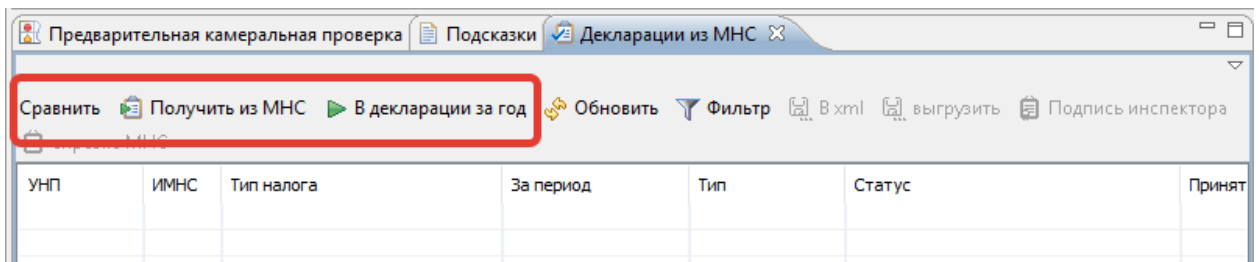 Предварительная камеральная проверка Подсказки Декларации из МНС
Сравнить Получить из МНС В декларации за год Обновить Фильтр В xml выгрузить Подпись инспектора
МНС
УНП ИМНС Тип налога За период Тип Статус Принят